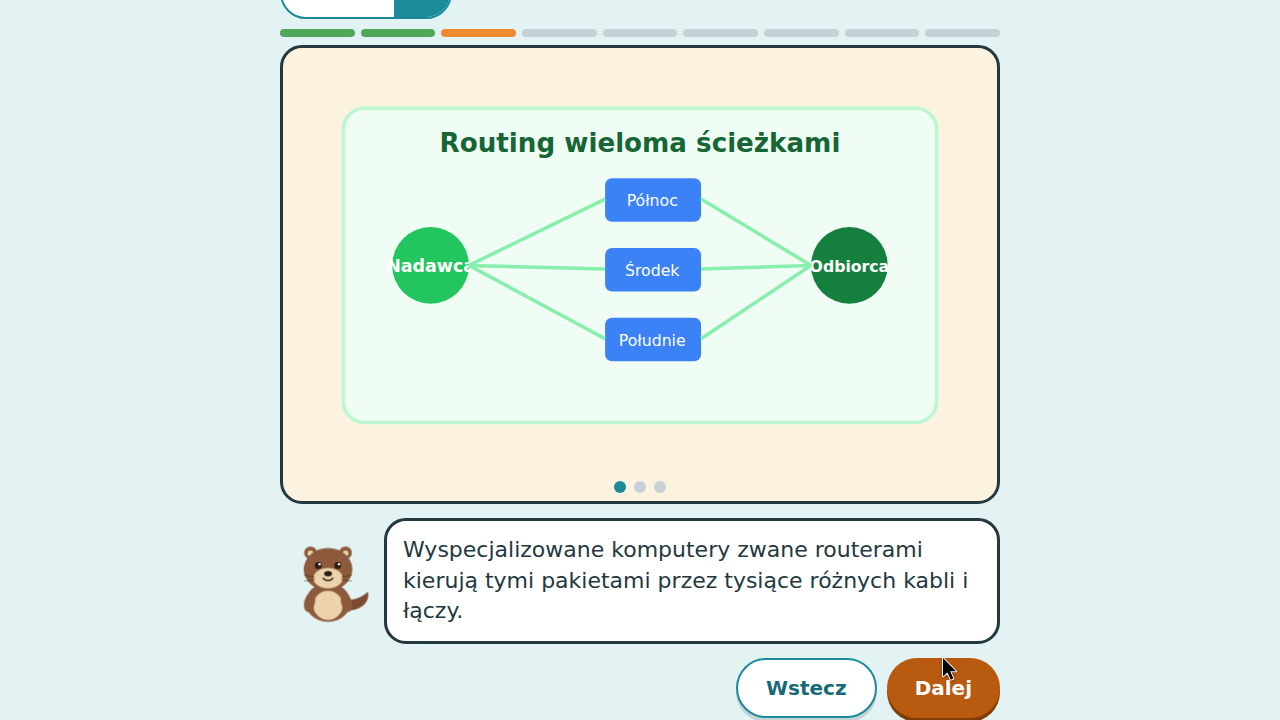 Routing wieloma ścieżkami
Północ
Nadawca
Środek
Odbiorca
Południe
Wyspecjalizowane komputery zwane routerami
kierują tymi pakietami przez tysiące różnych kabli i
łączy.
Wstecz
Dalej